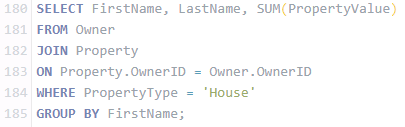 180 SELECT FirstName, LastName, SUM(PropertyValue)
181 FROM Owner
182 JOIN Property
183 ON Property.OwnerID = Owner.OwnerID
184 WHERE PropertyType = 'House'
185 GROUP BY FirstName;